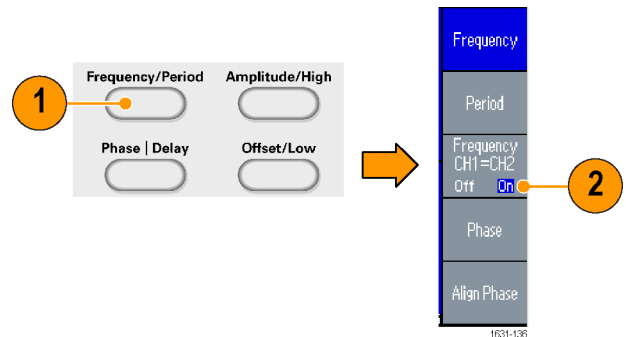 1
Frequency/Period
Amplitude/High
Phase | Delay
Offset/Low
Frequency
Period
Frequency
CH1=CH2
Off On
2
Phase
Align Phase
1631-136